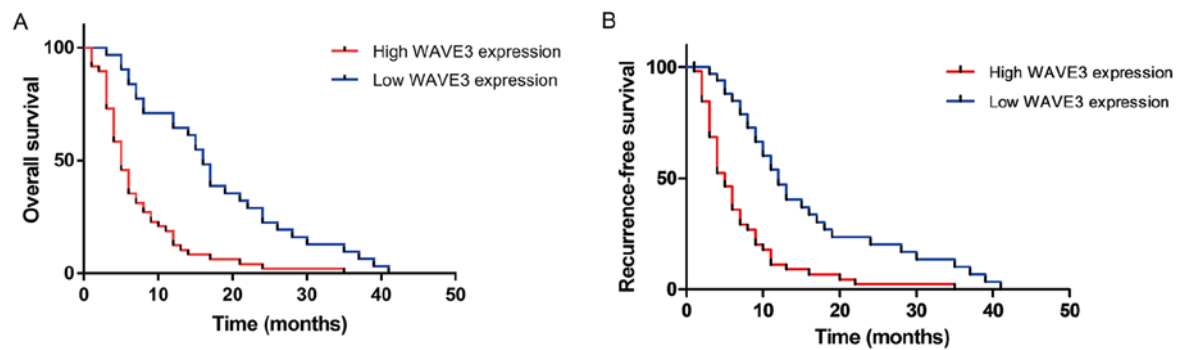 A
Overall survival
100
50
0
0 10 20 30 40 50
Time (months)
High WAVE3 expression
Low WAVE3 expression
B
Recurrence-free survival
100
50
0
0 10 20 30 40 50
Time (months)
High WAVE3 expression
Low WAVE3 expression